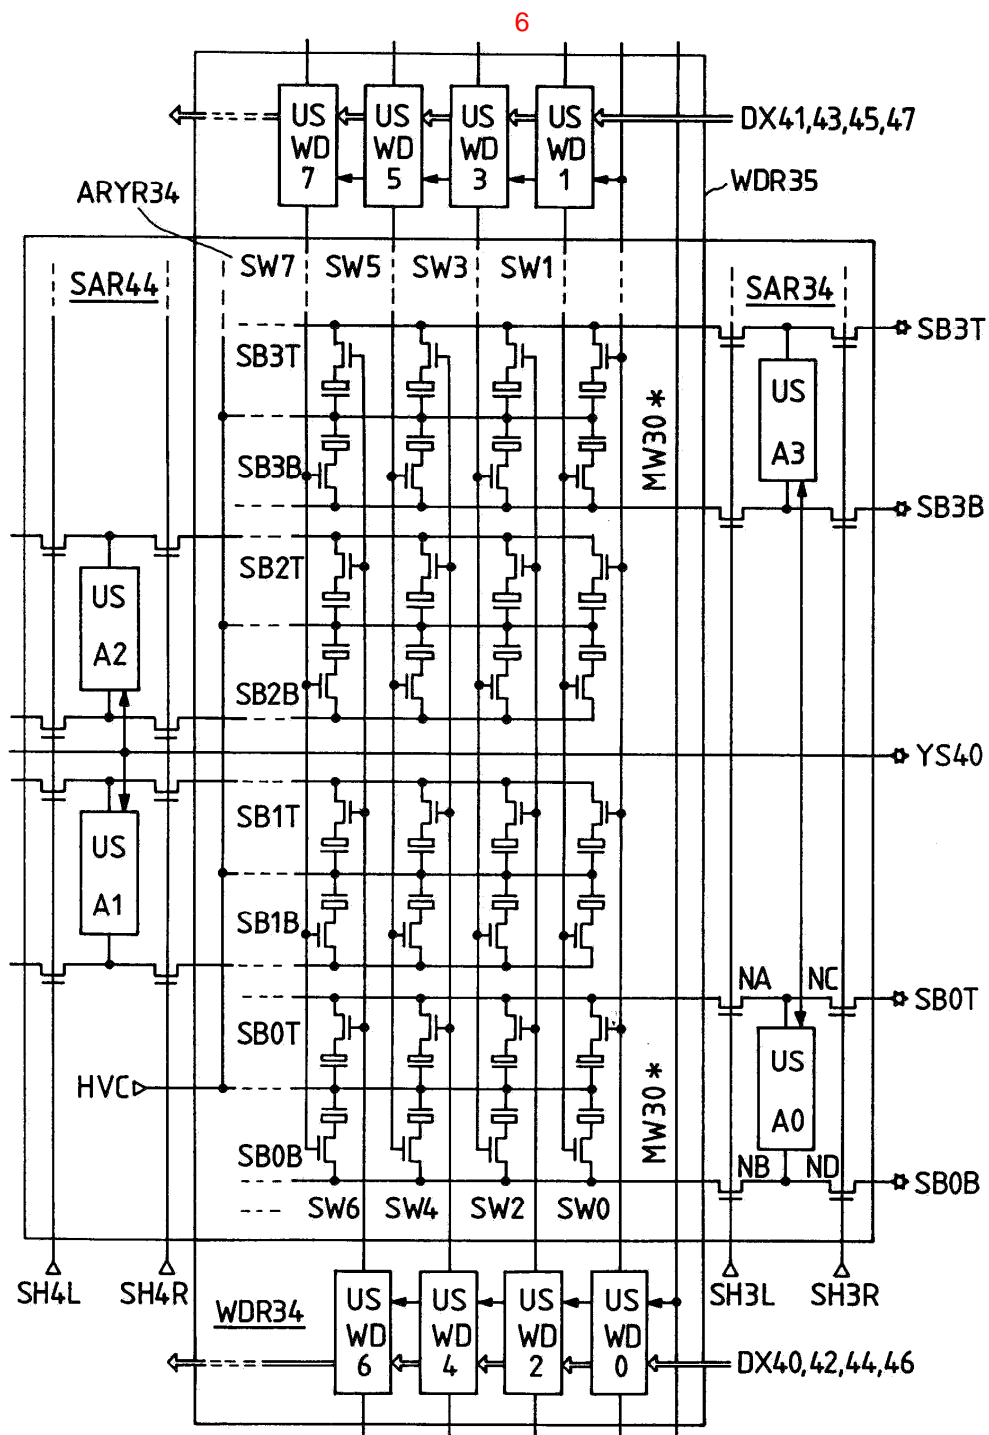 6
US WD 7
US WD 5
US WD 3
US WD 1
DX41,43,45,47
WDR35
ARYR34
SAR44
SW7 SW5 SW3 SW1
SAR34
SB3T
SB3T
US A3
MW30*
SB3B
SB3B
SB2T
US A2
SB2B
YS40
SB1T
US A1
SB1B
NA NC
SB0T
SB0T
US A0
HVC
MW30*
SB0B
NB ND
SB0B
SW6 SW4 SW2 SW0
SH4L SH4R SH3L SH3R
WDR34
US WD 6
US WD 4
US WD 2
US WD 0
DX40,42,44,46